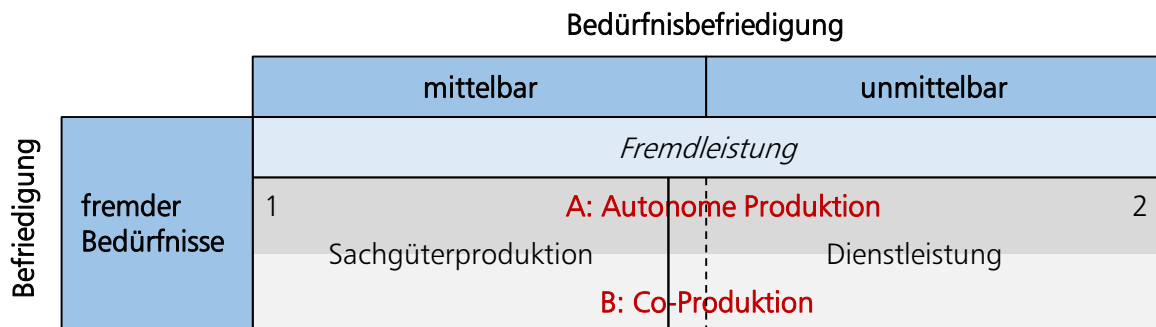 Bedürfnisbefriedigung
mittelbar unmittelbar
Befriedigung
fremder
Bedürfnisse
Fremdleistung
1 A: Autonome Produktion 2
Sachgüterproduktion Dienstleistung
B: Co-Produktion